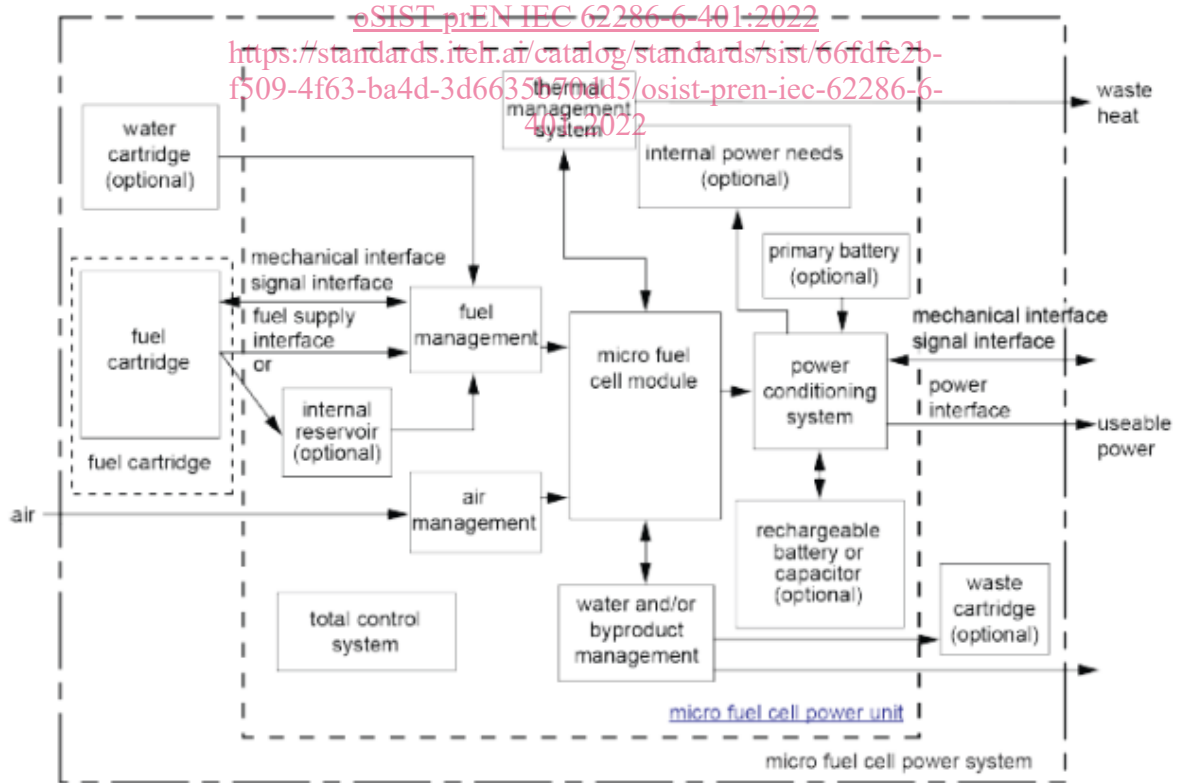 oSIST prEN IEC 62286-6-401:2022
https://standards.iteh.ai/catalog/standards/sist/66fdfe2b-
f509-4f63-ba4d-3d6635b70dd5/osist-pren-iec-62286-6-
401-2022
thermal
management
system
waste
heat
water
cartridge
(optional)
internal power needs
(optional)
primary battery
(optional)
mechanical interface
signal interface
fuel supply
interface
or
fuel
cartridge
fuel cartridge
fuel
management
internal
reservoir
(optional)
micro fuel
cell module
power
conditioning
system
mechanical interface
signal interface
power
interface
useable
power
air
air
management
rechargeable
battery or
capacitor
(optional)
waste
cartridge
(optional)
total control
system
water and/or
byproduct
management
micro fuel cell power unit
micro fuel cell power system